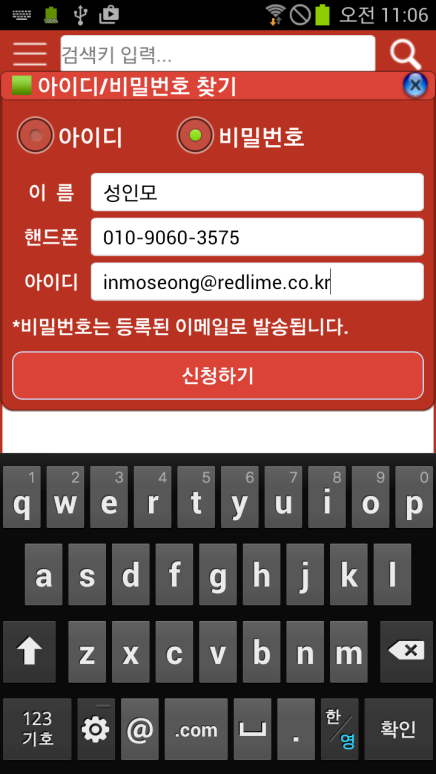 오전 11:06
검색키 입력...
아이디/비밀번호 찾기
아이디 비밀번호
이 름 성인모
핸드폰 010-9060-3575
아이디 inmoseong@redlime.co.kr
*비밀번호는 등록된 이메일로 발송됩니다.
신청하기
1 2 3 4 5 6 7 8 9 0
q w e r t y u i o p
a s d f g h j k l
z x c v b n m
123 기호 @ .com . 한/영 확인